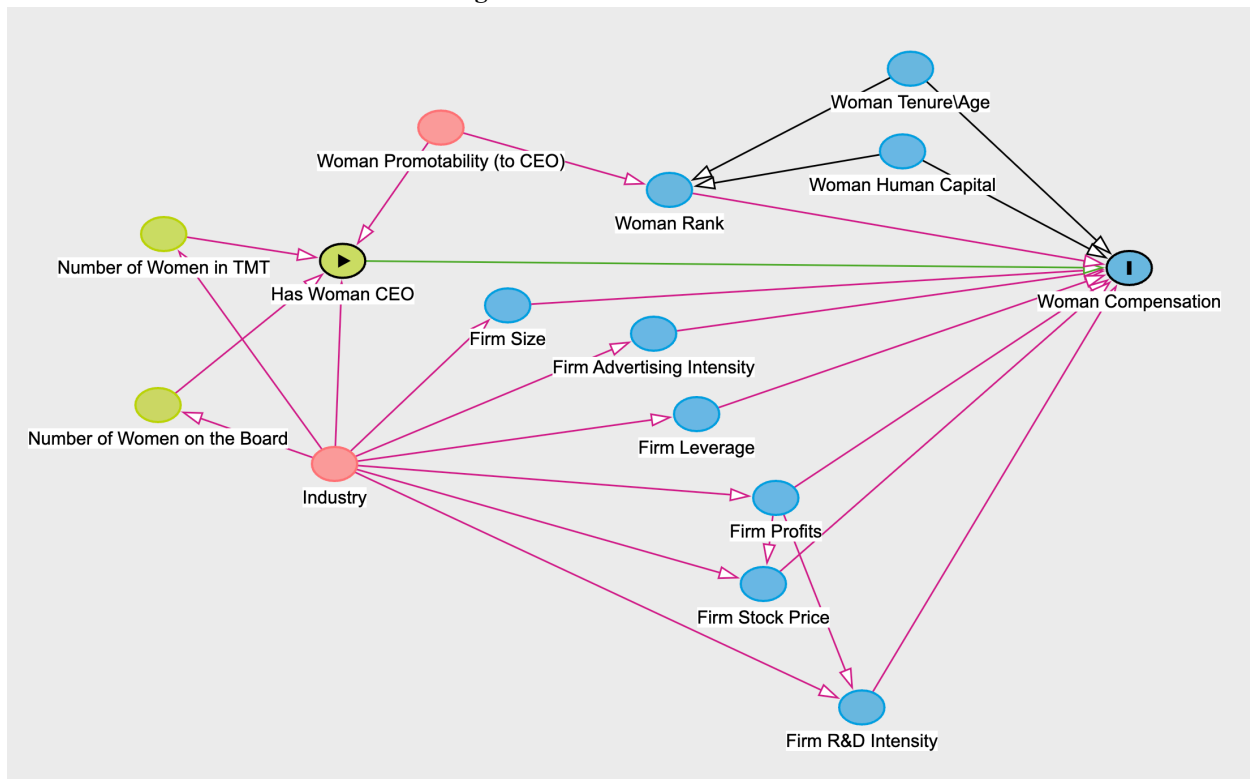 Woman Tenure\Age
Woman Promotability (to CEO)
Woman Human Capital
Woman Rank
Number of Women in TMT
Has Woman CEO
Woman Compensation
Firm Size
Firm Advertising Intensity
Number of Women on the Board
Firm Leverage
Industry
Firm Profits
Firm Stock Price
Firm R&D Intensity